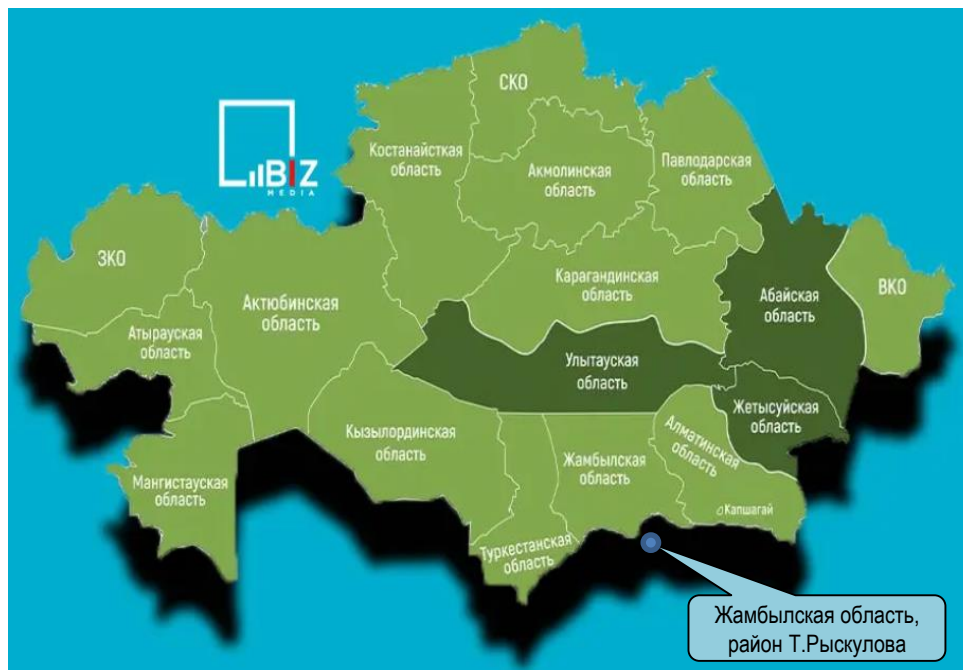 СКО
Костанайсткая
область
Акмолинская
область
Павлодарская
область
BIZ
MEDIA
ЗКО
Актюбинская
область
Карагандинская
область
Абайская
область
ВКО
Атырауская
область
Улытауская
область
Жетысуйская
область
Кызылординская
область
Жамбылская
область
Алматинская
область
Мангистауская
область
Капшагай
Туркестанская
область
Жамбылская область,
район Т.Рыскулова